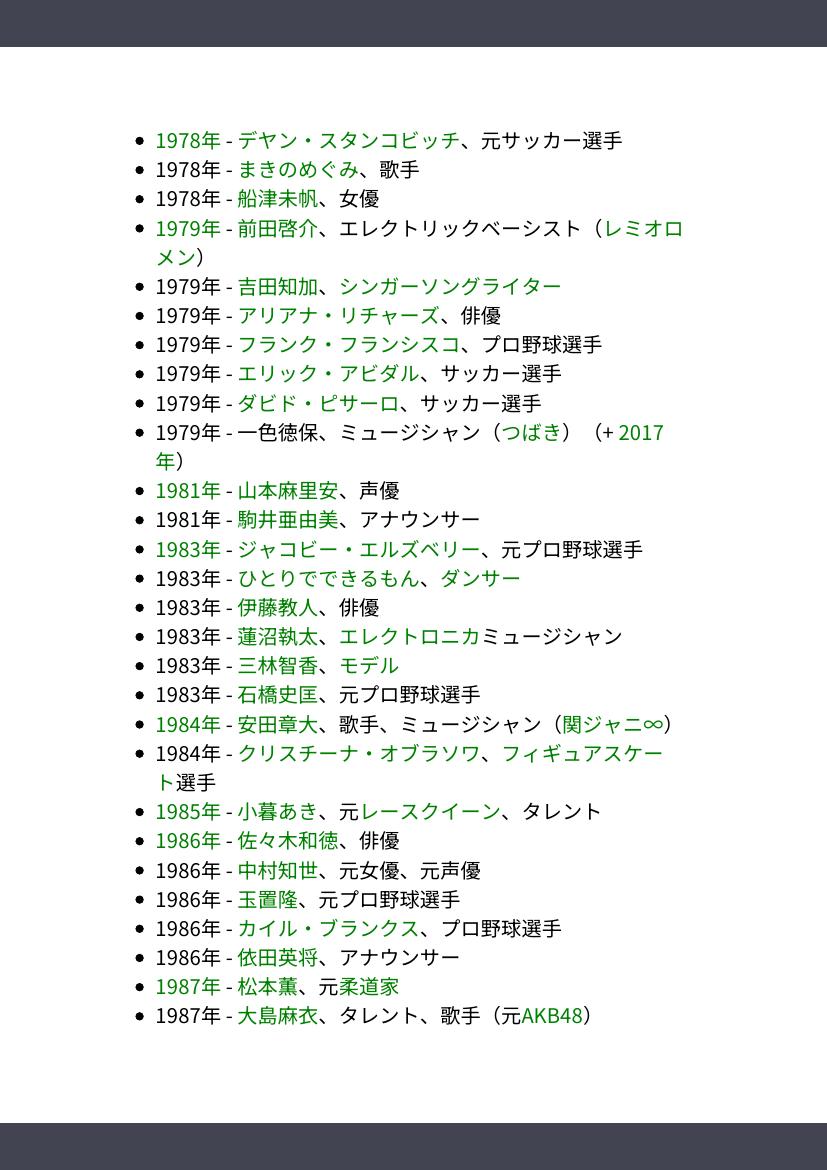 • 1978年 - デヤン・スタンコビッチ、元サッカー選手
• 1978年 - まきのめぐみ、歌手
• 1978年 - 船津未帆、女優
• 1979年 - 前田啓介、エレクトリックベーシスト（レミオロ
メン）
• 1979年 - 吉田知加、シンガーソングライター
• 1979年 - アリアナ・リチャーズ、俳優
• 1979年 - フランク・フランシスコ、プロ野球選手
• 1979年 - エリック・アビダル、サッカー選手
• 1979年 - ダビド・ピサーロ、サッカー選手
• 1979年 - 一色徳保、ミュージシャン（つばき）（+ 2017
年）
• 1981年 - 山本麻里安、声優
• 1981年 - 駒井亜由美、アナウンサー
• 1983年 - ジャコビー・エルズベリー、元プロ野球選手
• 1983年 - ひとりでできるもん、ダンサー
• 1983年 - 伊藤教人、俳優
• 1983年 - 蓮沼執太、エレクトロニカミュージシャン
• 1983年 - 三林智香、モデル
• 1983年 - 石橋史匡、元プロ野球選手
• 1984年 - 安田章大、歌手、ミュージシャン（関ジャニ∞）
• 1984年 - クリスチーナ・オブラソワ、フィギュアスケー
ト選手
• 1985年 - 小暮あき、元レースクイーン、タレント
• 1986年 - 佐々木和徳、俳優
• 1986年 - 中村知世、元女優、元声優
• 1986年 - 玉置隆、元プロ野球選手
• 1986年 - カイル・ブランクス、プロ野球選手
• 1986年 - 依田英将、アナウンサー
• 1987年 - 松本薫、元柔道家
• 1987年 - 大島麻衣、タレント、歌手（元AKB48）